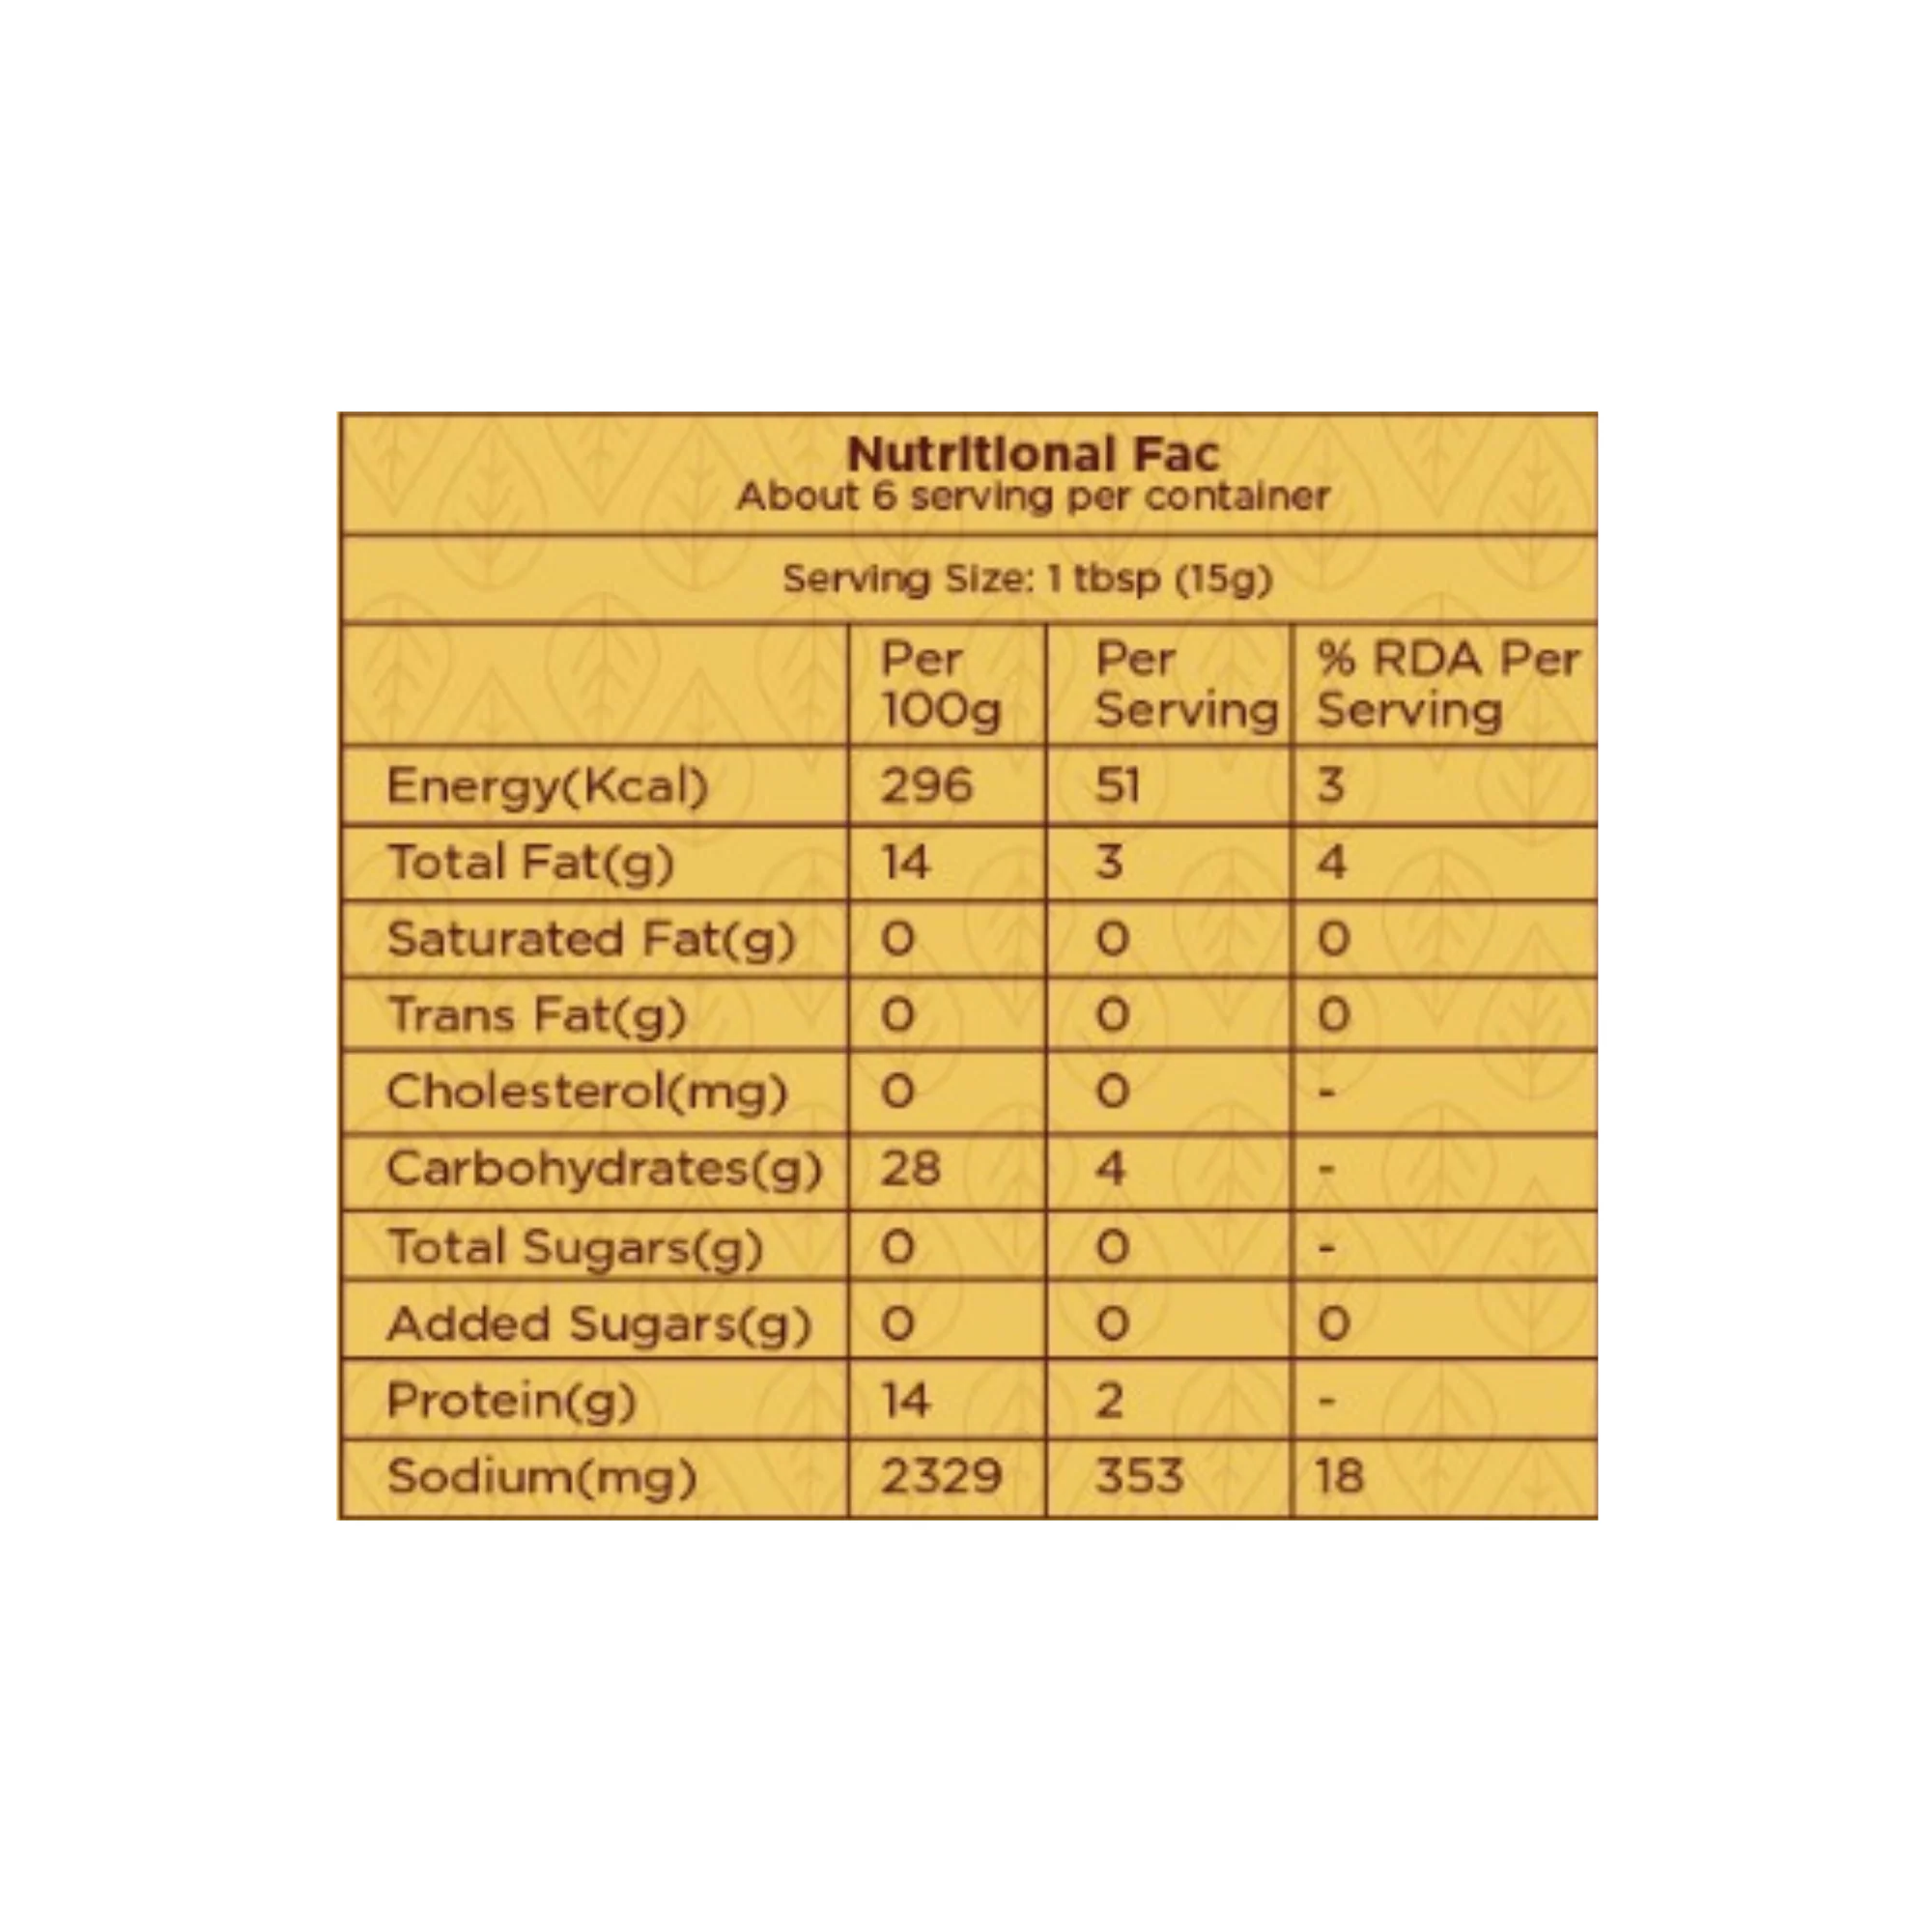 Nutritional Fac
About 6 serving per container
Serving Size: 1 tbsp (15g)
Per 100g Per Serving % RDA Per Serving
Energy(Kcal) 296 51 3
Total Fat(g) 14 3 4
Saturated Fat(g) 0 0 0
Trans Fat(g) 0 0 0
Cholesterol(mg) 0 0 -
Carbohydrates(g) 28 4 -
Total Sugars(g) 0 0 -
Added Sugars(g) 0 0 0
Protein(g) 14 2 -
Sodium(mg) 2329 353 18